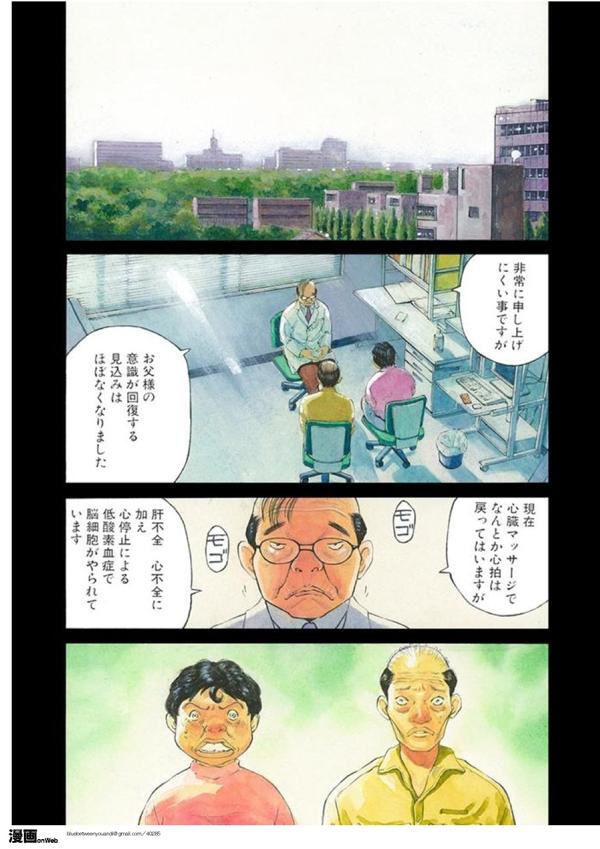 非常に申し上げ
にくい事ですが
お父様の
意識が回復する
見込みは
ほぼなくなりました
現在
心臓マッサージで
なんとか心拍は
戻ってはいますが
モゴ
モゴ
肝不全　心不全に
加え
心停止による
低酸素血症で
脳細胞がやられて
います
漫画onWeb
bluebetweenyouandi@gmail.com/40285